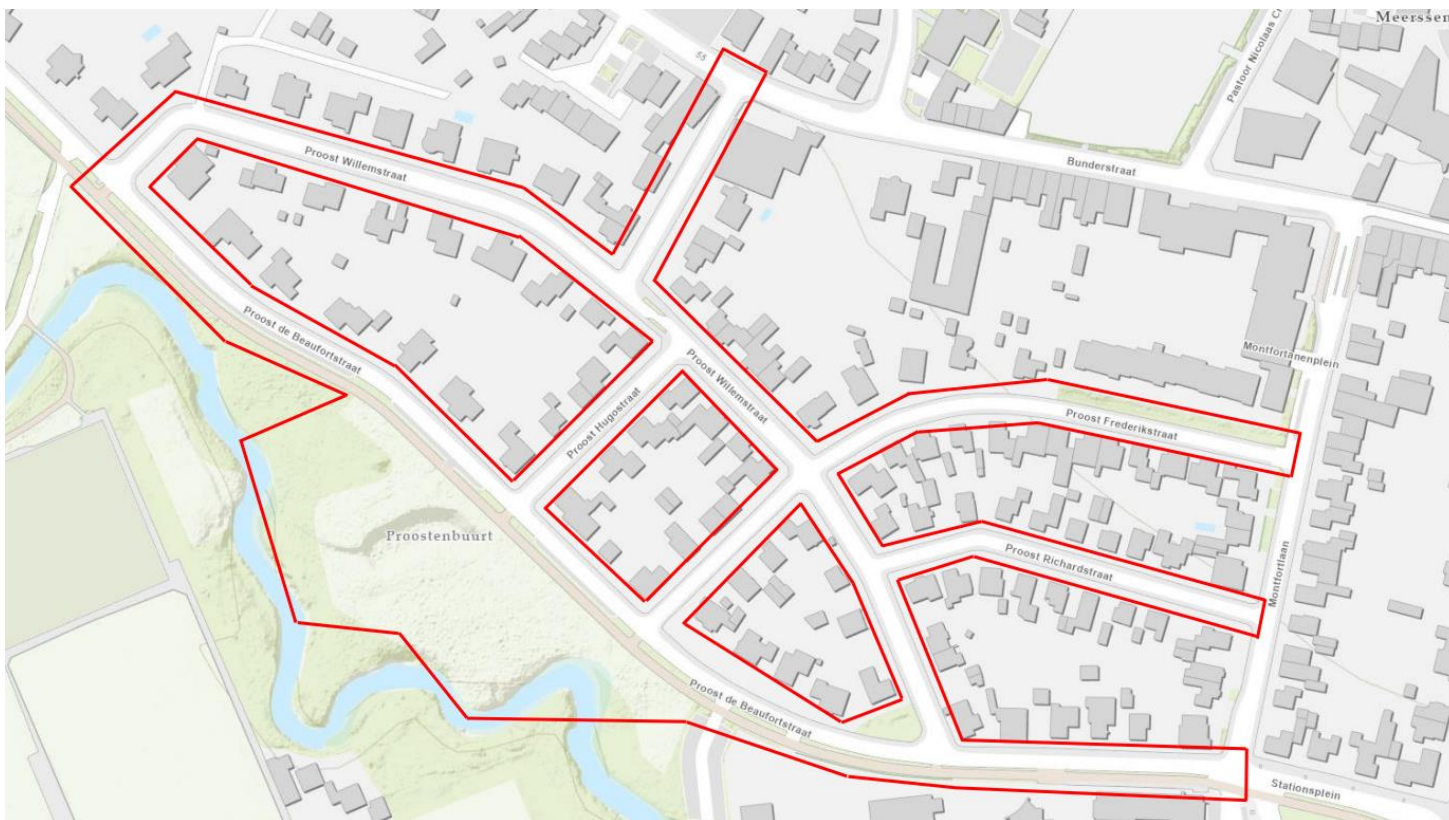 Meerssen
Pastoor Nicolaas
55
Bunderstraat
Proost Willemstraat
Proost de Beaufortstraat
Proost Hugostraat
Proost Willemstraat
Montfortanenplein
Proost Frederikstraat
Proostenbuurt
Proost Richardstraat
Montfortlaan
Proost de Beaufortstraat
Stationsplein